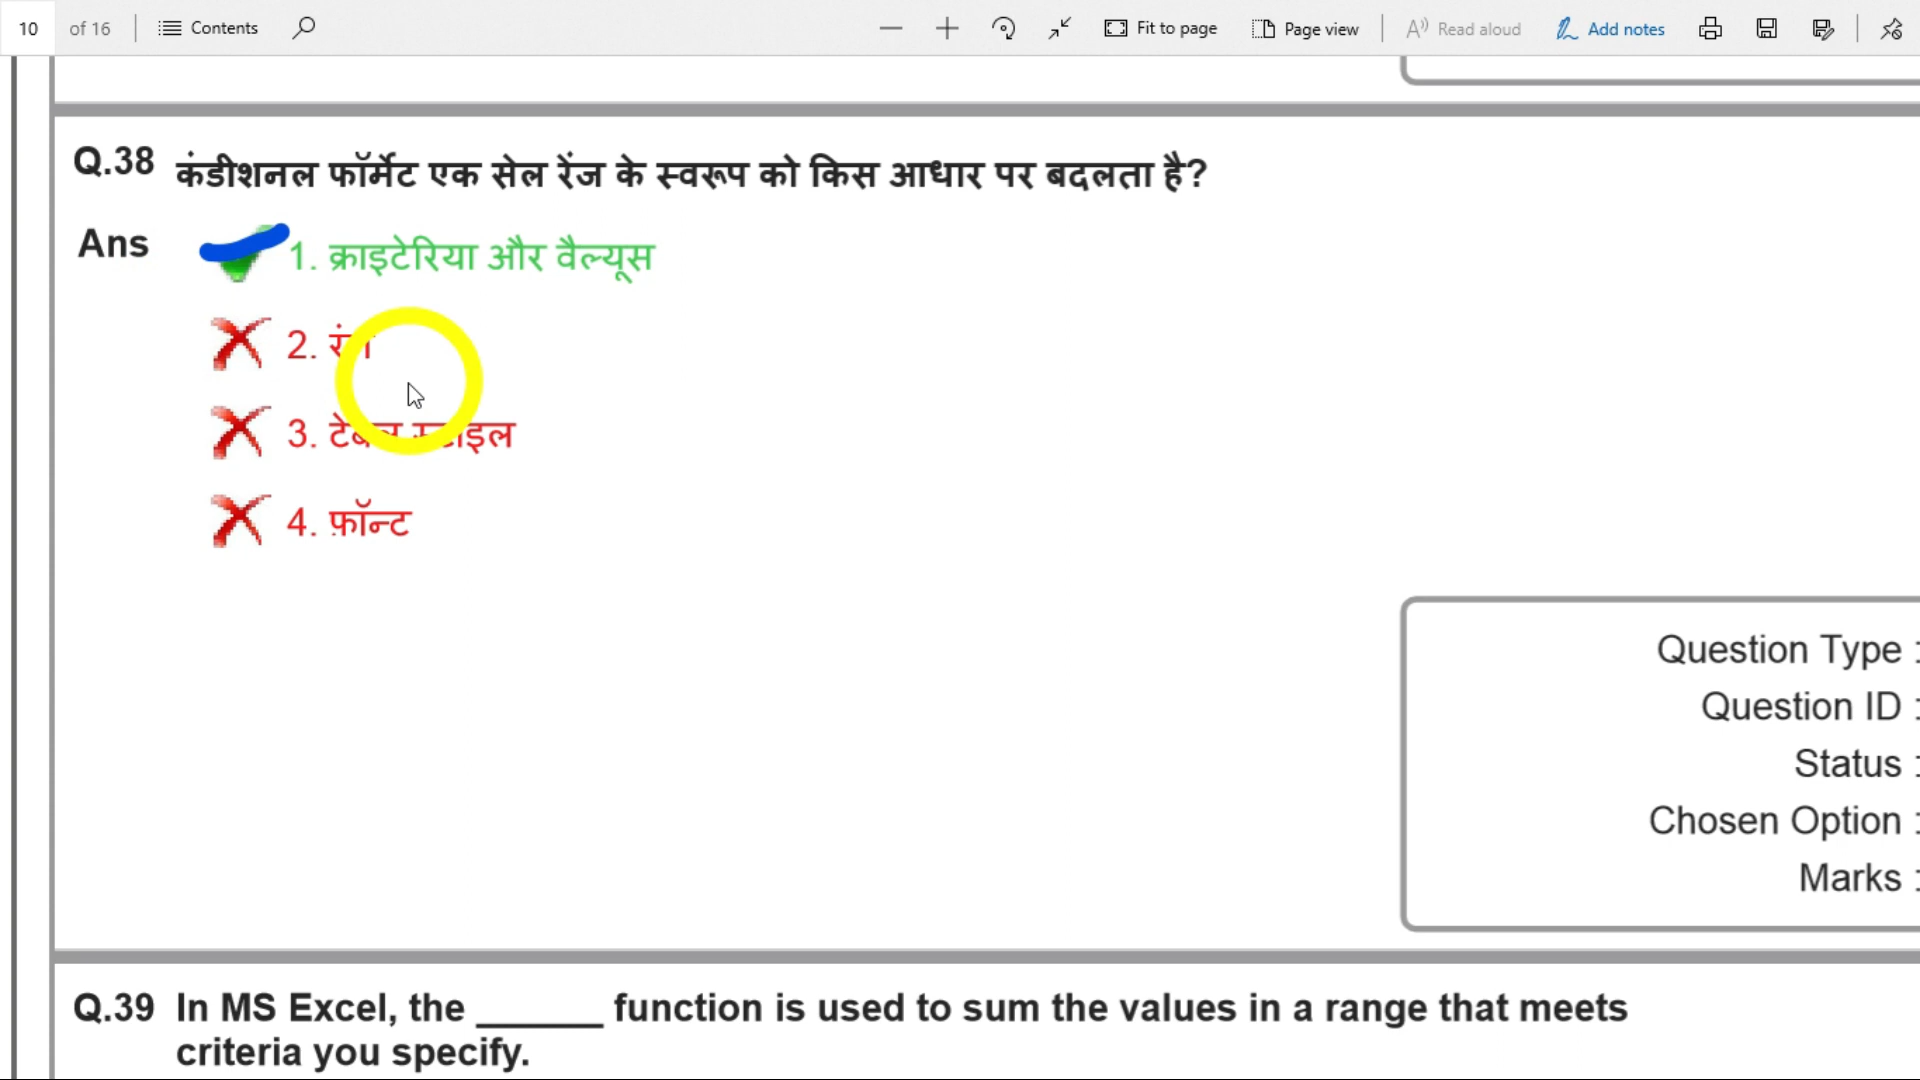 10 of 16 Contents Fit to page Page view Read aloud Add notes
Q.38 कंडीशनल फॉर्मेट एक सेल रेंज के स्वरूप को किस आधार पर बदलता है?
Ans 1. क्राइटेरिया और वैल्यूस
2. रंग
3. टेबल स्टाइल
4. फ़ॉन्ट
Question Type :
Question ID :
Status :
Chosen Option :
Marks :
Q.39 In MS Excel, the ______ function is used to sum the values in a range that meets
criteria you specify.